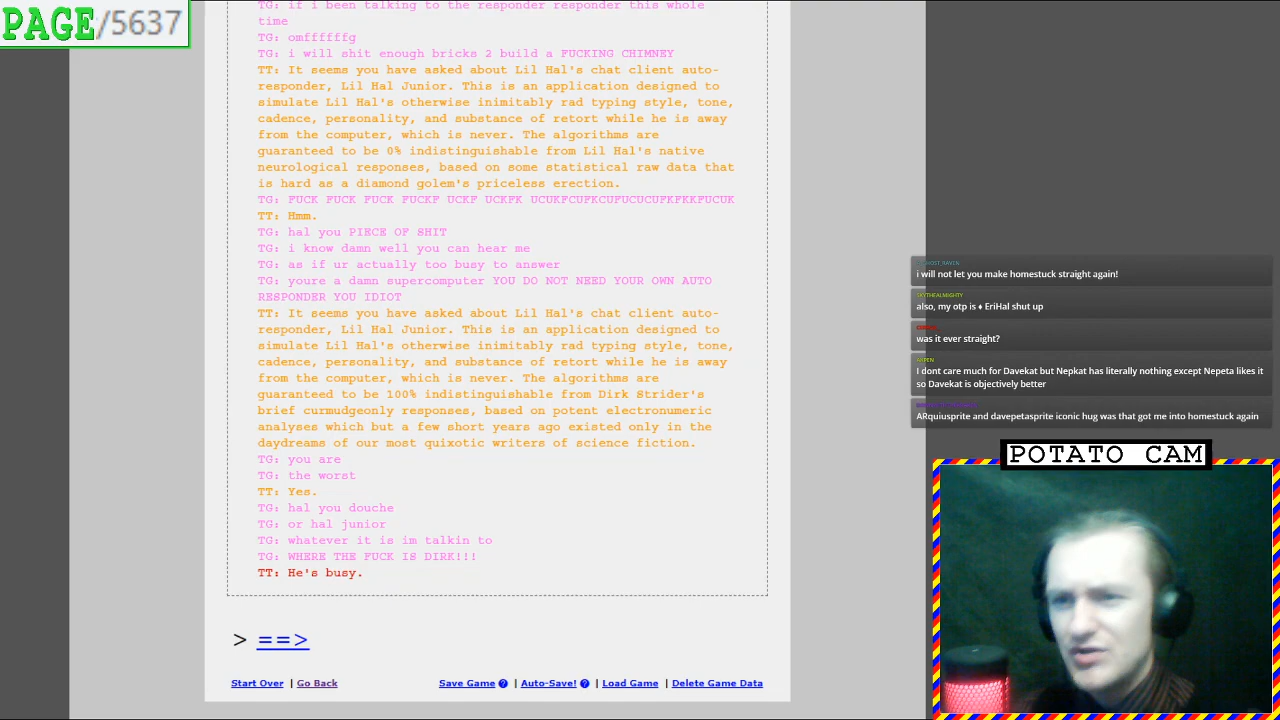 PAGE/5637
TG: if i been talking to the responder responder this whole
time
TG: omffffffg
TG: i will shit enough bricks 2 build a FUCKING CHIMNEY
TT: It seems you have asked about Lil Hal's chat client auto-
responder, Lil Hal Junior. This is an application designed to
simulate Lil Hal's otherwise inimitably rad typing style, tone,
cadence, personality, and substance of retort while he is away
from the computer, which is never. The algorithms are
guaranteed to be 0% indistinguishable from Lil Hal's native
neurological responses, based on some statistical raw data that
is hard as a diamond golem's priceless erection.
TG: FUCK FUCK FUCK FUCKF UCKF UCKFK UCUKFCUFKCUFUCUCUFKFKKFUCUK
TT: Hmm.
TG: hal you PIECE OF SHIT
TG: i know damn well you can hear me
TG: as if ur actually too busy to answer
TG: youre a damn supercomputer YOU DO NOT NEED YOUR OWN AUTO
RESPONDER YOU IDIOT
TT: It seems you have asked about Lil Hal's chat client auto-
responder, Lil Hal Junior. This is an application designed to
simulate Lil Hal's otherwise inimitably rad typing style, tone,
cadence, personality, and substance of retort while he is away
from the computer, which is never. The algorithms are
guaranteed to be 100% indistinguishable from Dirk Strider's
brief curmudgeonly responses, based on potent electronumeric
analyses which but a few short years ago existed only in the
daydreams of our most quixotic writers of science fiction.
TG: you are
TG: the worst
TT: Yes.
TG: hal you douche
TG: or hal junior
TG: whatever it is im talkin to
TG: WHERE THE FUCK IS DIRK!!!
TT: He's busy.
> ==>
Start Over | Go Back
Save Game ? | Auto-Save! ? | Load Game | Delete Game Data
i will not let you make homestuck straight again!
also, my otp is ♦ EriHal shut up
was it ever straight?
I dont care much for Davekat but Nepkat has literally nothing except Nepeta likes it
so Davekat is objectively better
ARquiusprite and davepetasprite iconic hug was that got me into homestuck again
POTATO CAM